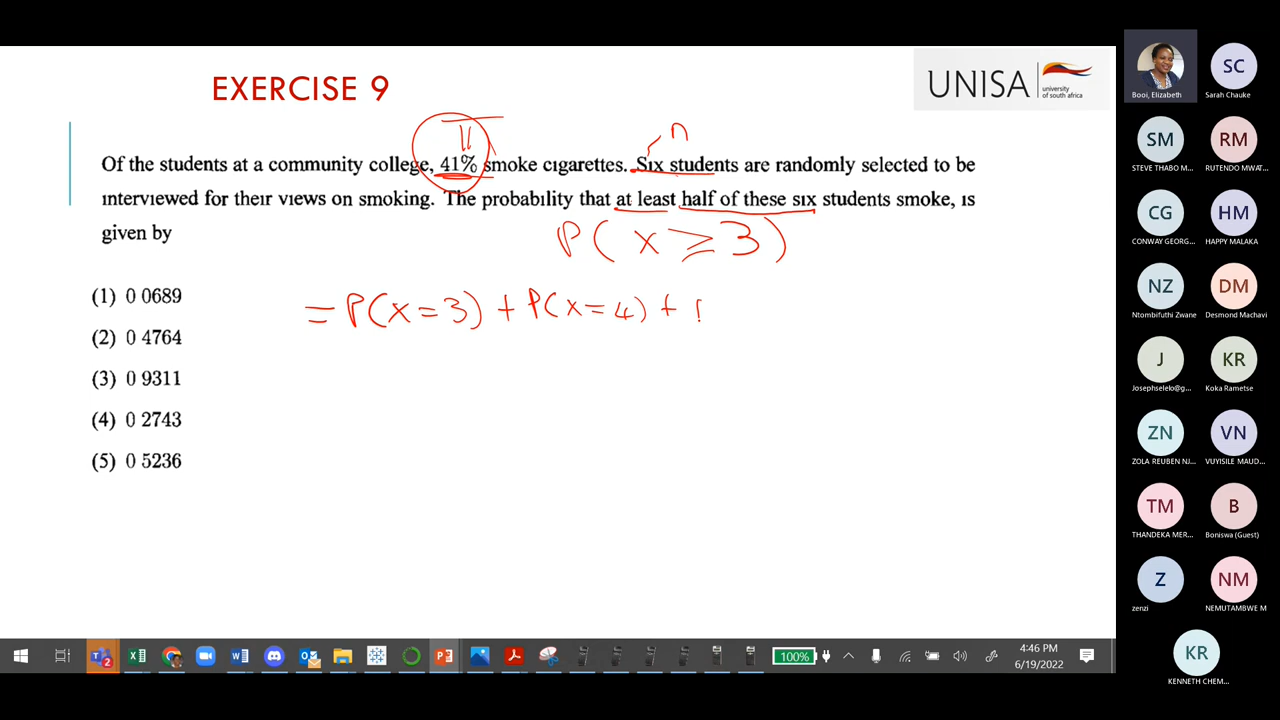 EXERCISE 9
UNISA
university
of south africa
n
π
Of the students at a community college, 41% smoke cigarettes. Six students are randomly selected to be
interviewed for their views on smoking. The probability that at least half of these six students smoke, is
given by
P(x ≥ 3)
(1) 0 0689
= P(x = 3) + P(x = 4) +
(2) 0 4764
(3) 0 9311
(4) 0 2743
(5) 0 5236
Booi, Elizabeth
SC
Sarah Chauke
SM
STEVE THABO M...
RM
RUTENDO MWAT...
CG
CONWAY GEORG...
HM
HAPPY MALAKA
NZ
Ntombifuthi Zwane
DM
Desmond Machavi
J
Josephselelo@g...
KR
Koka Rametse
ZN
ZOLA REUBEN NJ...
VN
VUYISILE MAUD...
TM
THANDEKA MER...
B
Boniswa (Guest)
Z
zenzi
NM
NEMUTAMBWE M
KR
KENNETH CHEM...
2
100%
4:46 PM
6/19/2022